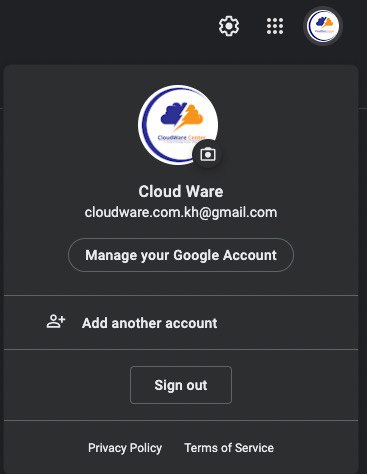 CloudWare Center
Cloud Ware
cloudware.com.kh@gmail.com
Manage your Google Account
Add another account
Sign out
Privacy Policy Terms of Service